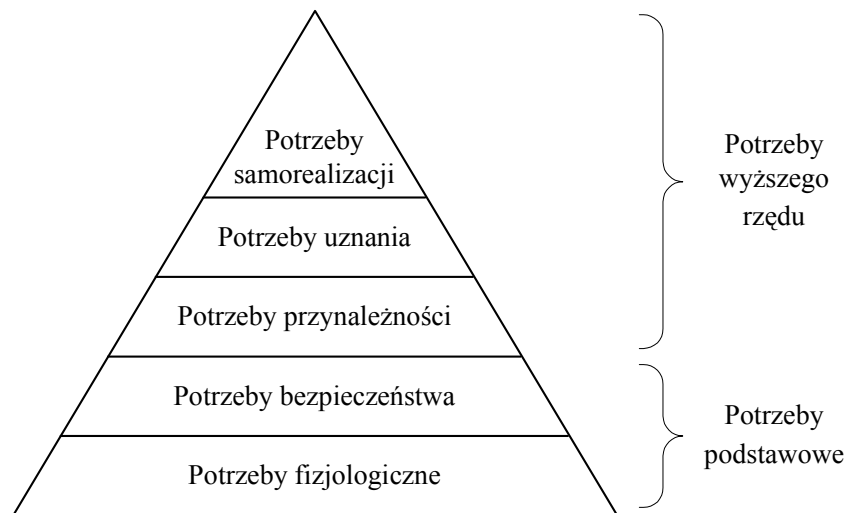 Potrzeby
samorealizacji
Potrzeby uznania
Potrzeby przynależności
Potrzeby bezpieczeństwa
Potrzeby fizjologiczne
Potrzeby
wyższego
rzędu
Potrzeby
podstawowe